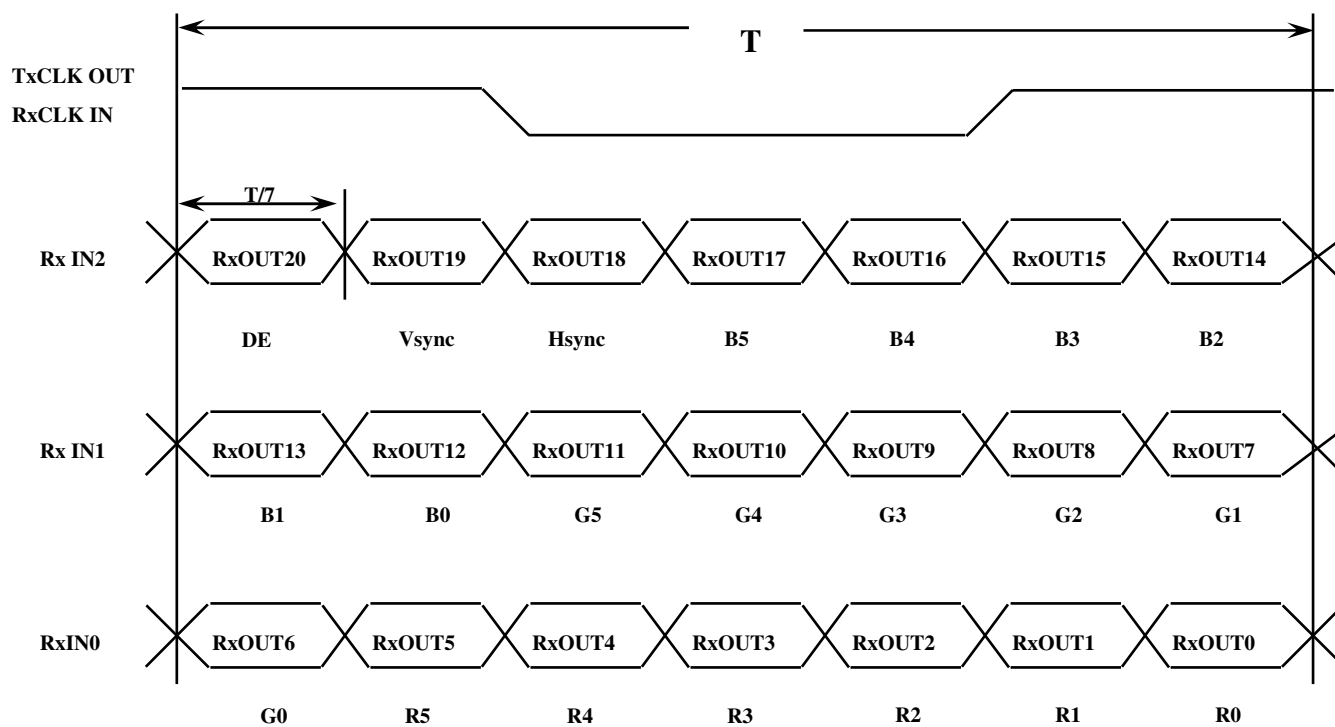 T
TxCLK OUT
RxCLK IN
T/7
Rx IN2 RxOUT20 RxOUT19 RxOUT18 RxOUT17 RxOUT16 RxOUT15 RxOUT14
DE Vsync Hsync B5 B4 B3 B2
Rx IN1 RxOUT13 RxOUT12 RxOUT11 RxOUT10 RxOUT9 RxOUT8 RxOUT7
B1 B0 G5 G4 G3 G2 G1
RxIN0 RxOUT6 RxOUT5 RxOUT4 RxOUT3 RxOUT2 RxOUT1 RxOUT0
G0 R5 R4 R3 R2 R1 R0